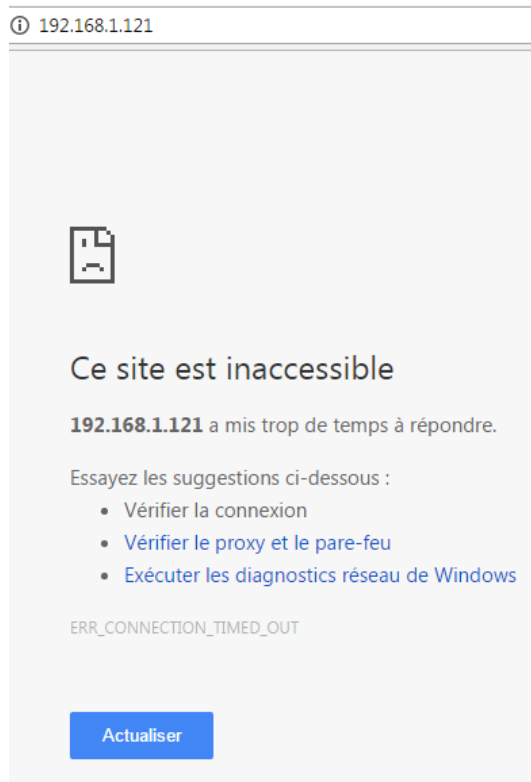 192.168.1.121
Ce site est inaccessible
192.168.1.121 a mis trop de temps à répondre.
Essayez les suggestions ci-dessous :
• Vérifier la connexion
• Vérifier le proxy et le pare-feu
• Exécuter les diagnostics réseau de Windows
ERR_CONNECTION_TIMED_OUT
Actualiser